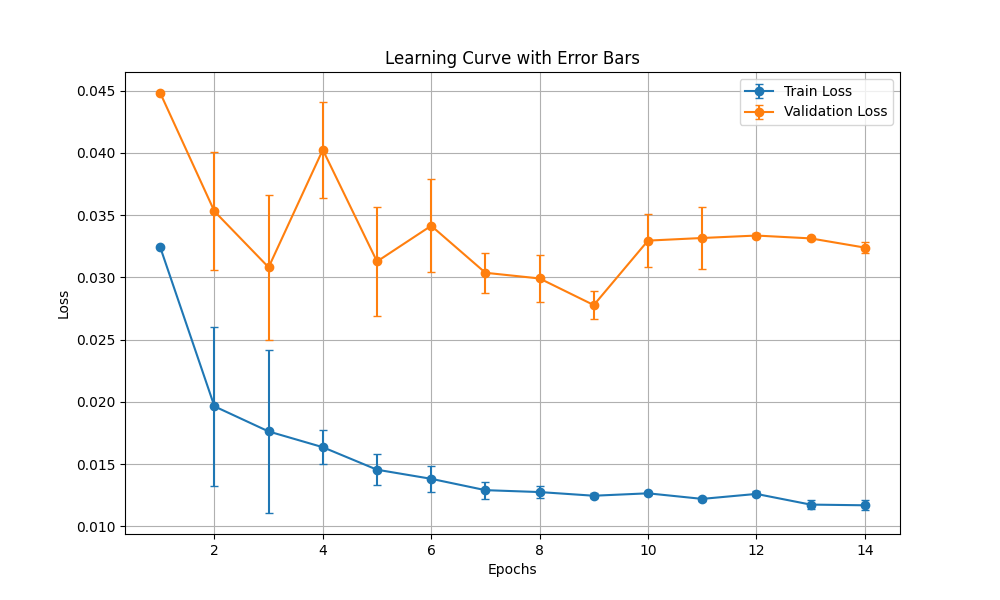 Learning Curve with Error Bars
Train Loss
Validation Loss
Loss
0.045
0.040
0.035
0.030
0.025
0.020
0.015
0.010
2 4 6 8 10 12 14
Epochs